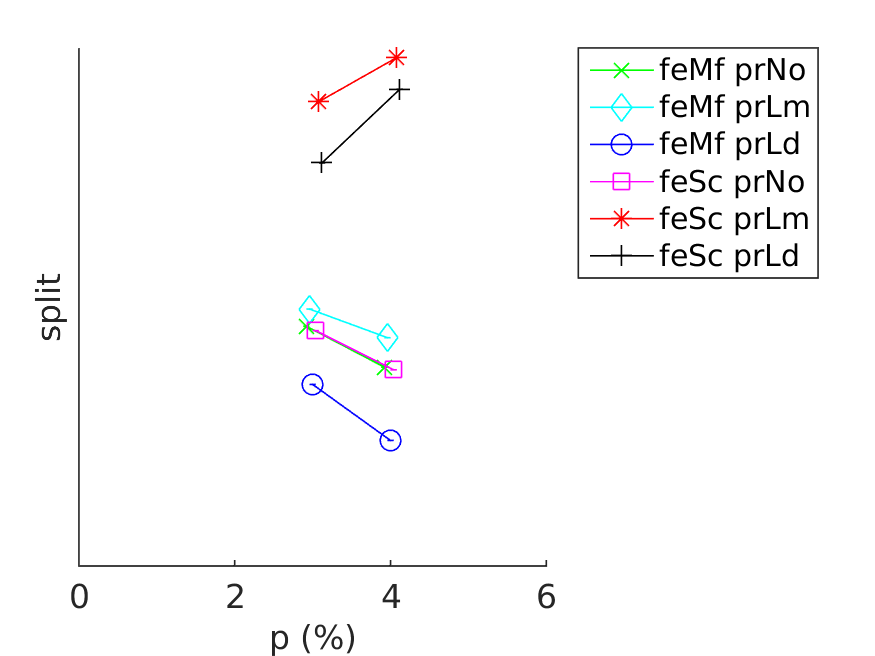 feMf prNo
feMf prLm
feMf prLd
feSc prNo
feSc prLm
feSc prLd
split
0 2 4 6
p (%)